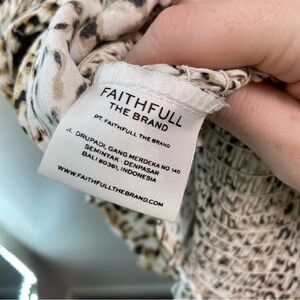 FAITHFULL
THE BRAND
PT. FAITHFULL THE BRAND
JL. DRUPADI, GANG MERDEKA NO. 140
SEMINYAK - DENPASAR
BALI 80361, INDONESIA
WWW.FAITHFULLTHEBRAND.COM